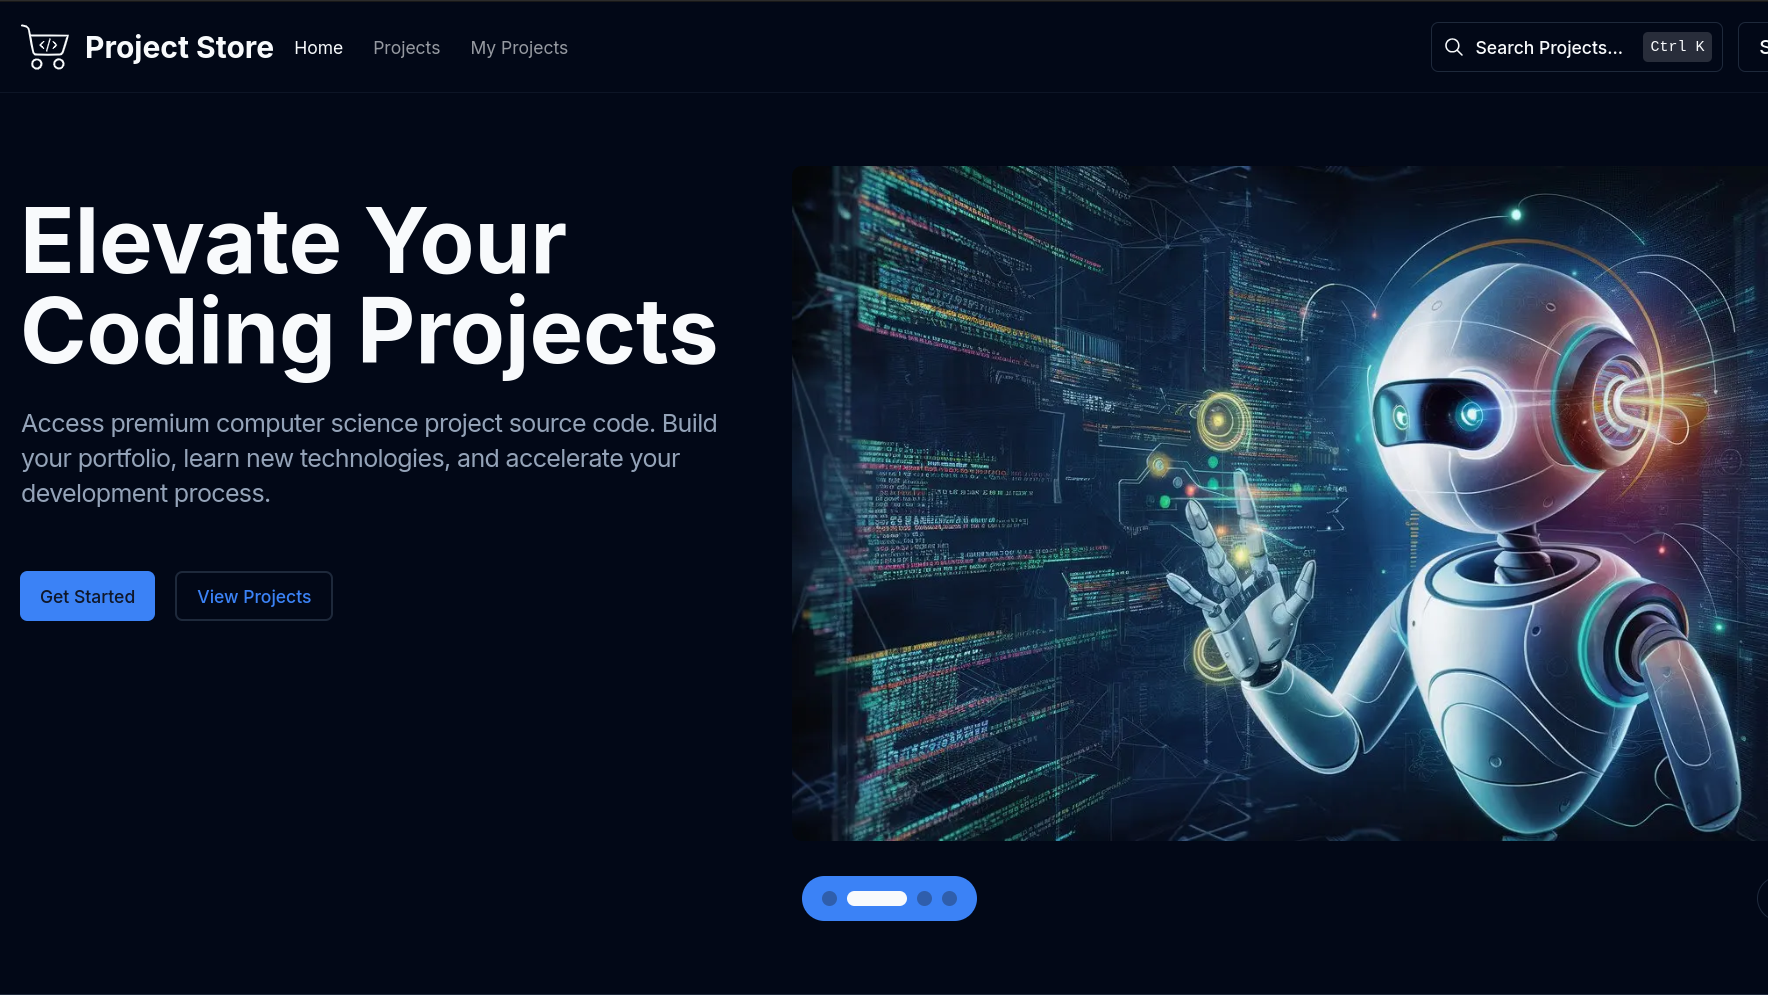 Project Store
Home
Projects
My Projects
Search Projects...
Ctrl K
S
Elevate Your
Coding Projects
Access premium computer science project source code. Build
your portfolio, learn new technologies, and accelerate your
development process.
Get Started
View Projects